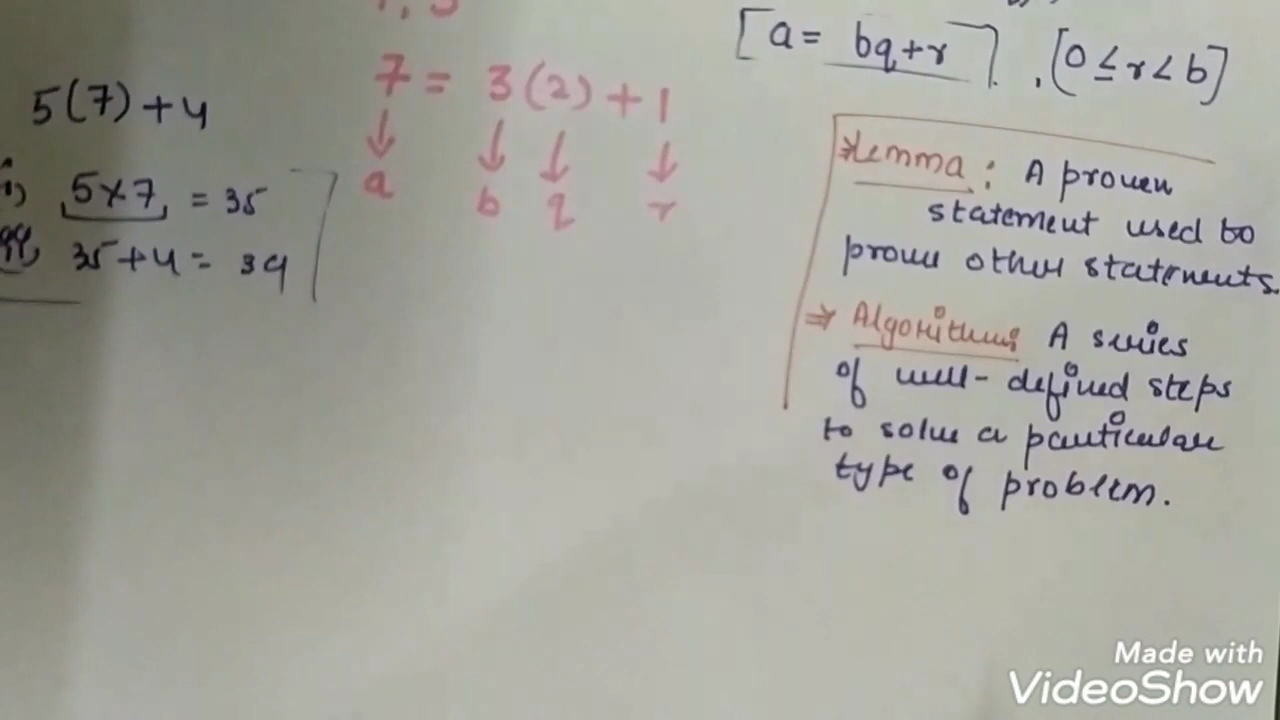 5(7)+4
5×7 = 35
35+4 = 39
7 = 3(2)+1
a b q r
[a= bq+r], [0≤r<b]
*Lemma: A proven
statement used to
prove other statements.
⇒ Algorithm: A series
of well-defined steps
to solve a particular
type of problem.
Made with
VideoShow